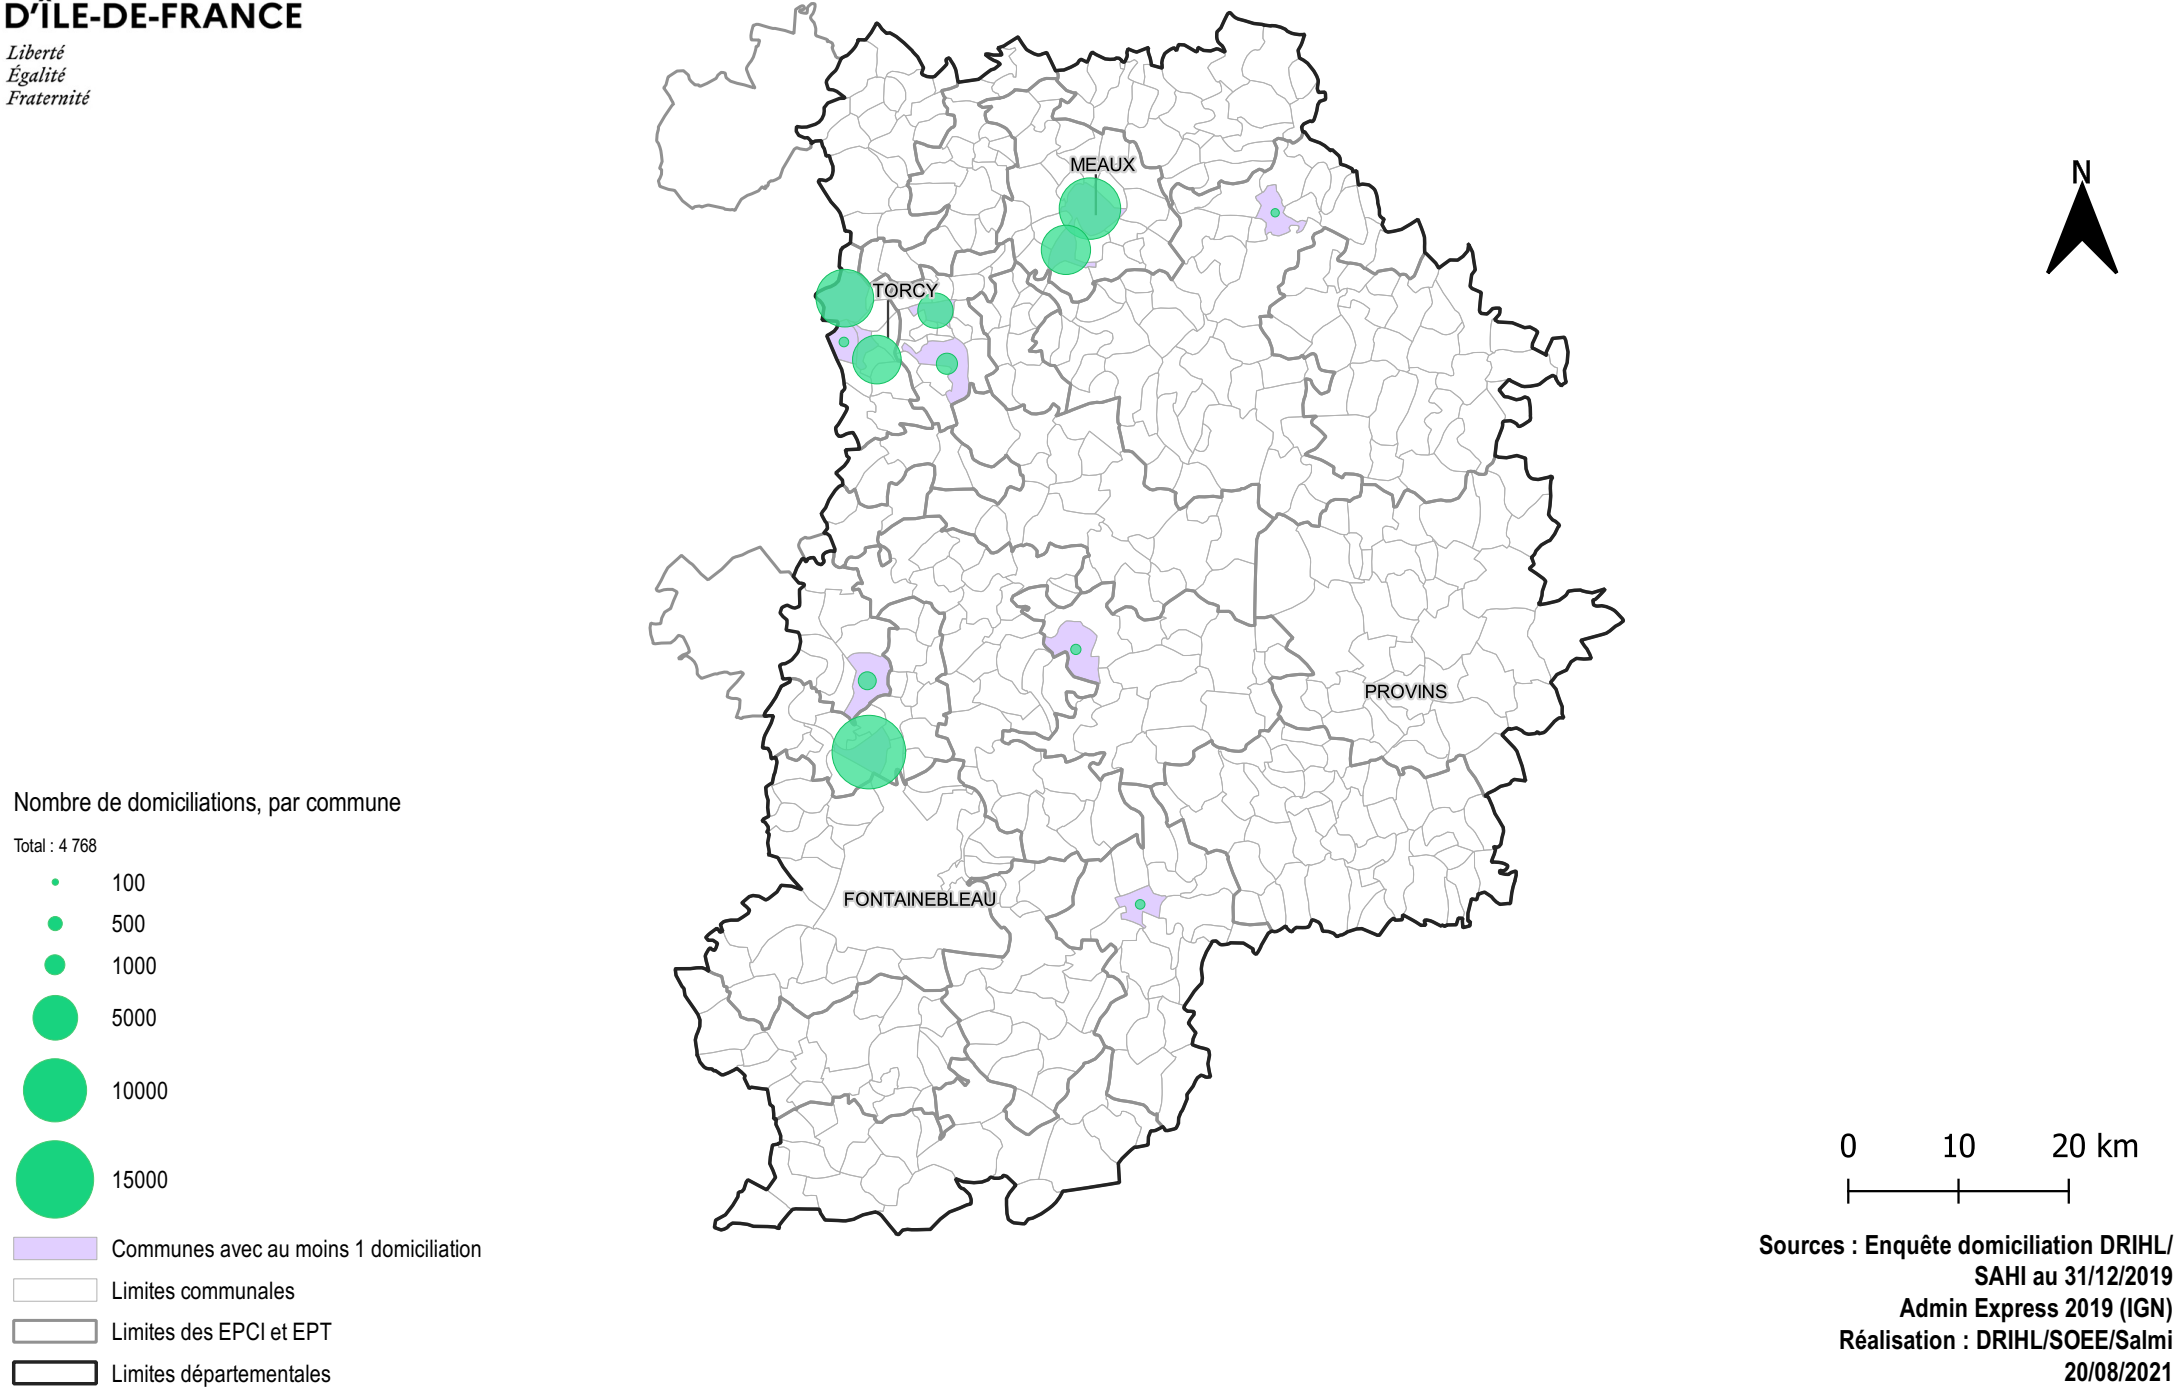 D'ÎLE-DE-FRANCE
Liberté
Égalité
Fraternité
MEAUX
N
TORCY
PROVINS
FONTAINEBLEAU
Nombre de domiciliations, par commune
Total : 4 768
100
500
1000
5000
10000
15000
Communes avec au moins 1 domiciliation
Limites communales
Limites des EPCI et EPT
Limites départementales
0 10 20 km
Sources : Enquête domiciliation DRIHL/
SAHI au 31/12/2019
Admin Express 2019 (IGN)
Réalisation : DRIHL/SOEE/Salmi
20/08/2021